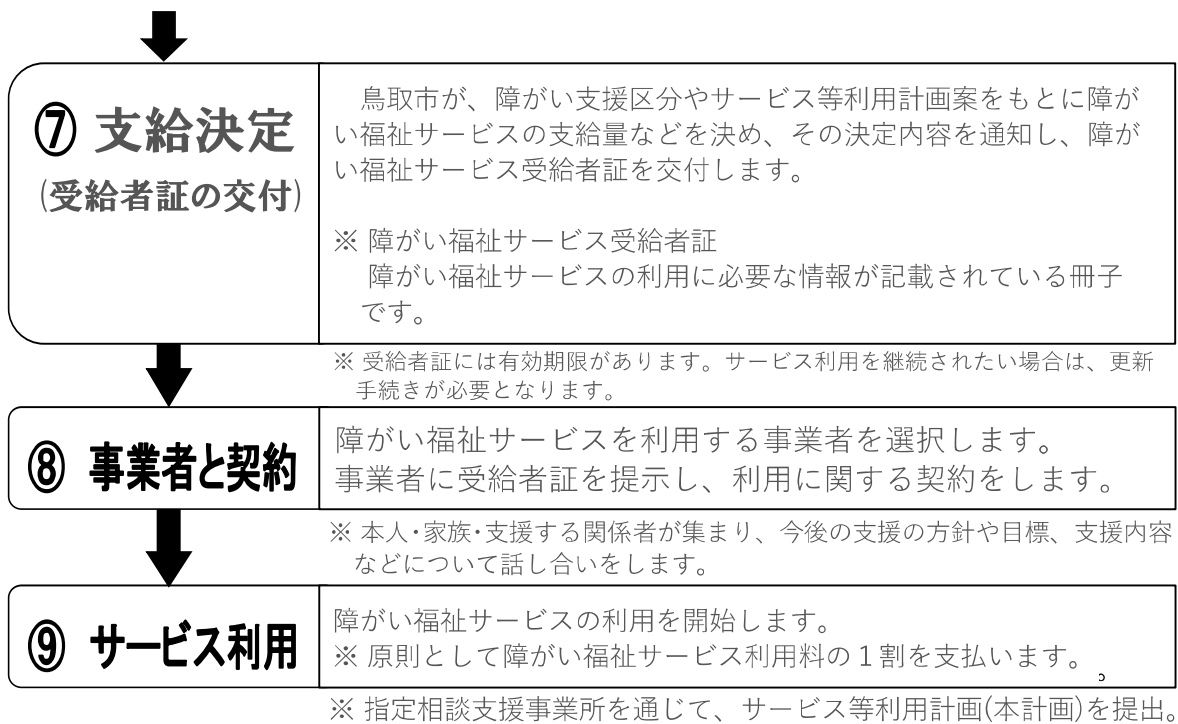 ⑦ 支給決定
(受給者証の交付)
　鳥取市が、障がい支援区分やサービス等利用計画案をもとに障が
い福祉サービスの支給量などを決め、その決定内容を通知し、障が
い福祉サービス受給者証を交付します。
※ 障がい福祉サービス受給者証
障がい福祉サービスの利用に必要な情報が記載されている冊子
です。
※ 受給者証には有効期限があります。サービス利用を継続されたい場合は、更新
手続きが必要となります。
⑧ 事業者と契約
障がい福祉サービスを利用する事業者を選択します。
事業者に受給者証を提示し、利用に関する契約をします。
※ 本人・家族・支援する関係者が集まり、今後の支援の方針や目標、支援内容
などについて話し合いをします。
⑨ サービス利用
障がい福祉サービスの利用を開始します。
※ 原則として障がい福祉サービス利用料の１割を支払います。
。
※ 指定相談支援事業所を通じて、サービス等利用計画(本計画)を提出。